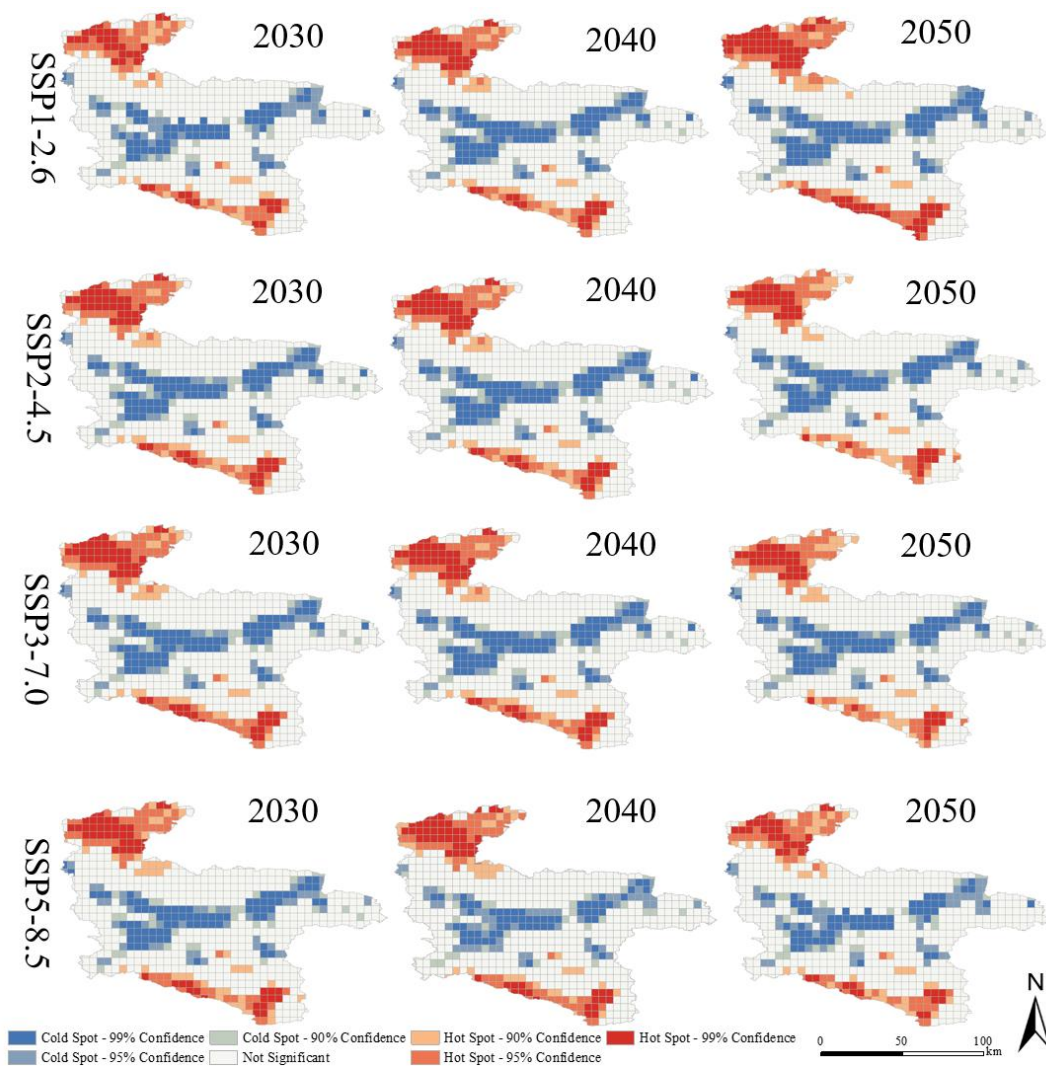 SSP1-2.6
2030
2040
2050
SSP2-4.5
2030
2040
2050
SSP3-7.0
2030
2040
2050
SSP5-8.5
2030
2040
2050
Cold Spot - 99% Confidence
Cold Spot - 90% Confidence
Hot Spot - 90% Confidence
Hot Spot - 99% Confidence
Cold Spot - 95% Confidence
Not Significant
Hot Spot - 95% Confidence
0 50 100
km
N